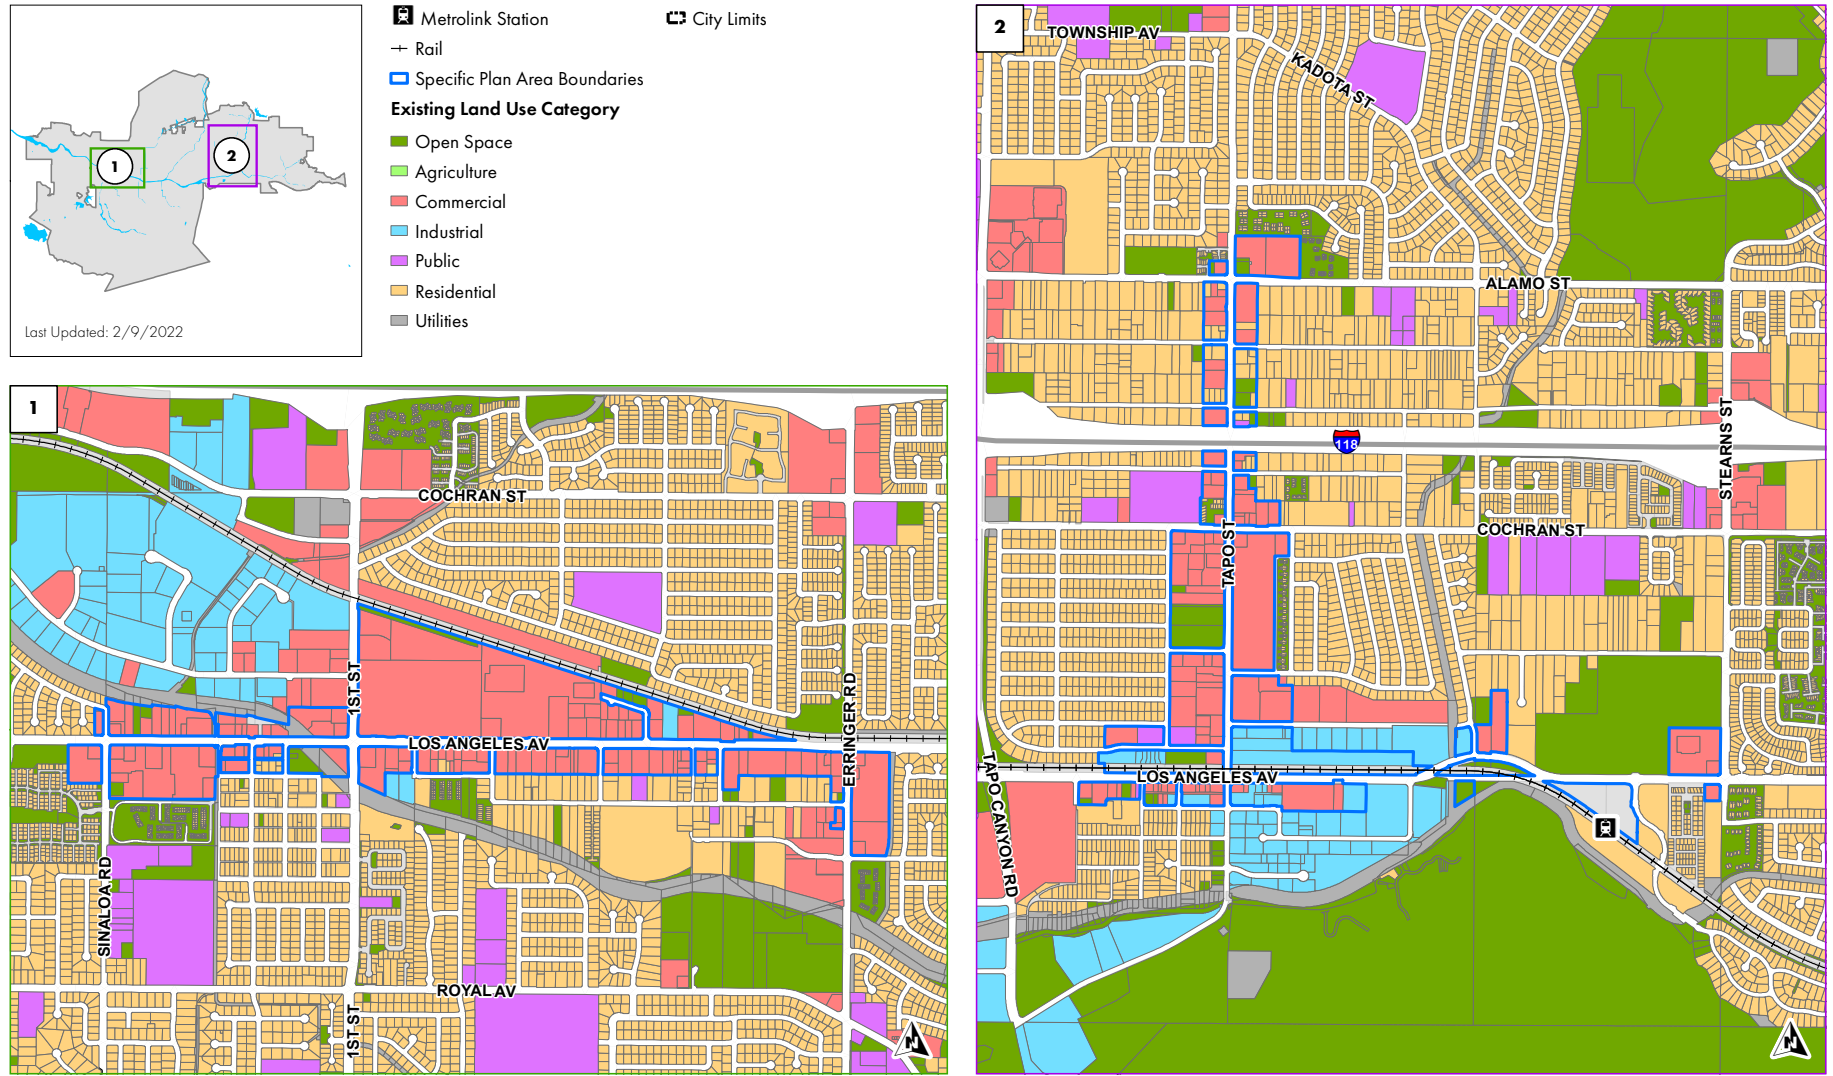 1
2
Last Updated: 2/9/2022
Metrolink Station
City Limits
Rail
Specific Plan Area Boundaries
Existing Land Use Category
Open Space
Agriculture
Commercial
Industrial
Public
Residential
Utilities
1
COCHRAN ST
1ST ST
LOS ANGELES AV
ERRINGER RD
SINALOA RD
ROYAL AV
1ST ST
N
2
TOWNSHIP AV
KADOTA ST
ALAMO ST
STEARNS ST
118
COCHRAN ST
TAPO ST
LOS ANGELES AV
TAPO CANYON RD
N